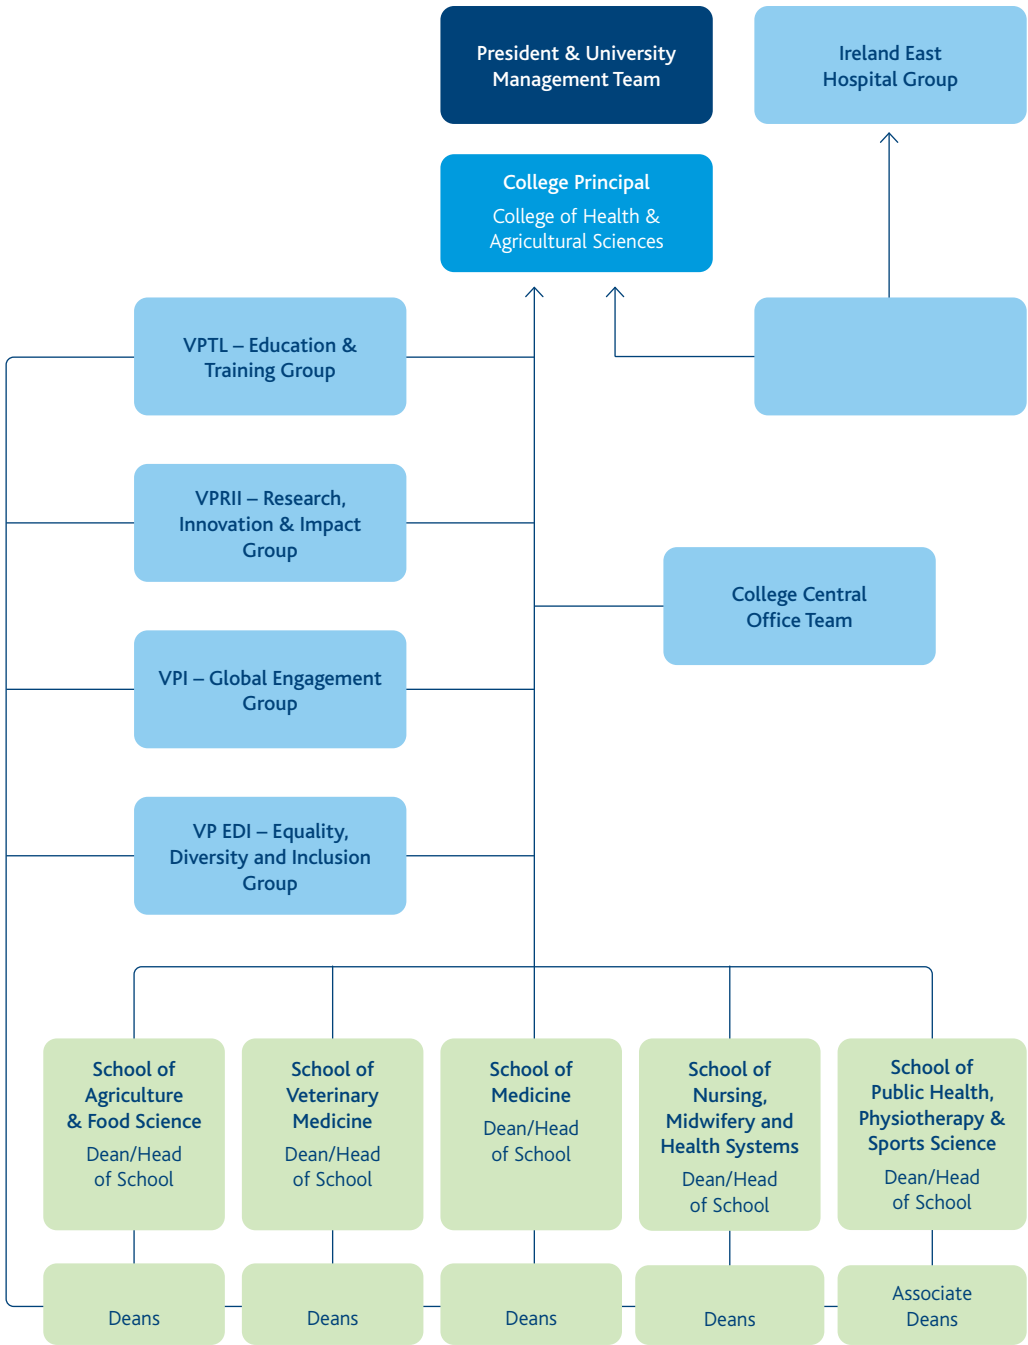 President & University
Management Team
Ireland East
Hospital Group
College Principal
College of Health &
Agricultural Sciences
VPTL – Education &
Training Group
VPRII – Research,
Innovation & Impact
Group
College Central
Office Team
VPI – Global Engagement
Group
VP EDI – Equality,
Diversity and Inclusion
Group
School of
Agriculture
& Food Science
Dean/Head
of School
School of
Veterinary
Medicine
Dean/Head
of School
School of
Medicine
Dean/Head
of School
School of
Nursing,
Midwifery and
Health Systems
Dean/Head
of School
School of
Public Health,
Physiotherapy &
Sports Science
Dean/Head
of School
Deans
Deans
Deans
Deans
Associate
Deans